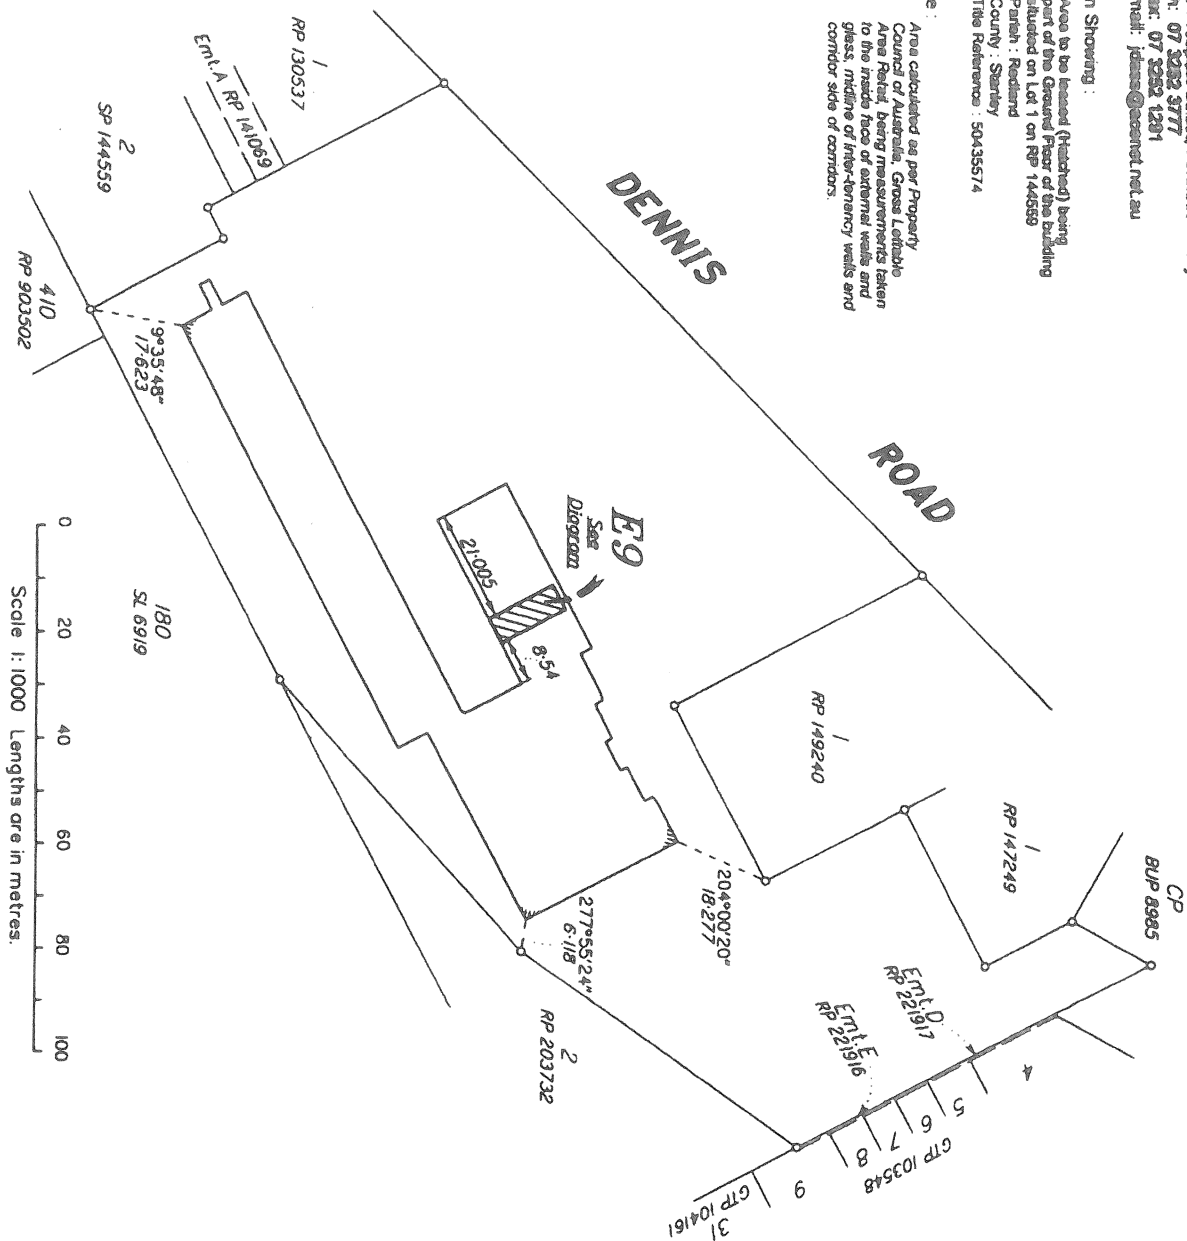 h: 07 3252 3777
ax: 07 3252 1291
n Showing :
Area to be leased (Hatched) being
part of the Ground Floor of the building
situated on Lot 1 on RP 144559
Parish : Redland
County : Stanley
Title Reference : 50435574
e :
Area calculated as per Property
Council of Australia, Gross Lettable
Area Retail, being measurements taken
to the inside face of external walls and
glass, midline of inter-tenancy walls and
corridor side of corridors.
DENNIS
ROAD
1
RP 130537
Emt. A RP 141069
2
SP 144559
410
RP 903502
9°35'48"
17·623
E9
See
Diagram
21·005
8·54
1
RP 149240
1
RP 147249
CP
BUP 8985
204°00'20"
18·277
277°55'24"
6·118
Emt. D
RP 221917
Emt. E
RP 221916
4
5
6
7
8
9
GTP 103548
31
GTP 104161
2
RP 203732
180
SL 6919
0 20 40 60 80 100
Scale 1: 1000 Lengths are in metres.